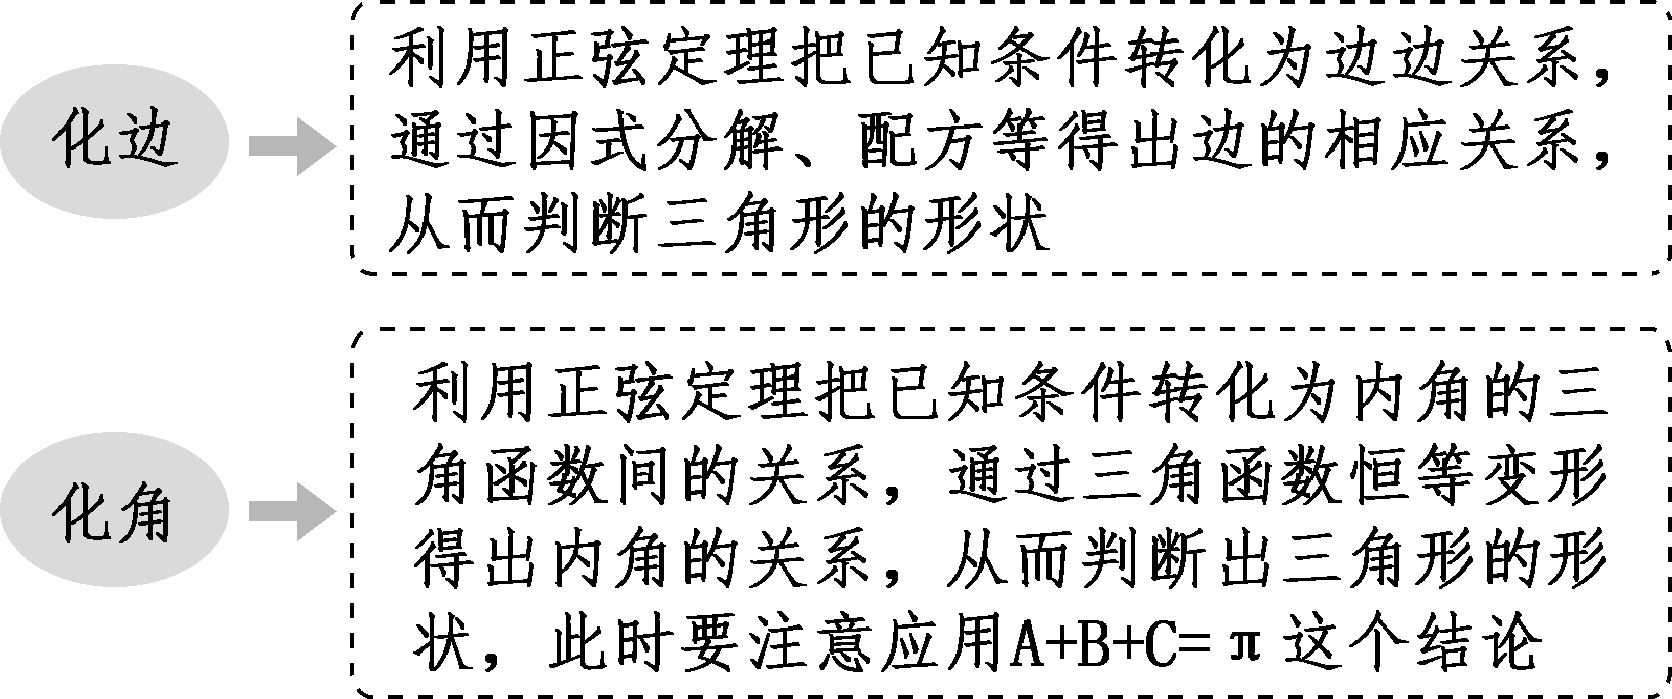 化边
利用正弦定理把已知条件转化为边边关系，
通过因式分解、配方等得出边的相应关系，
从而判断三角形的形状
化角
利用正弦定理把已知条件转化为内角的三
角函数间的关系，通过三角函数恒等变形
得出内角的关系，从而判断出三角形的形
状，此时要注意应用A+B+C=π这个结论